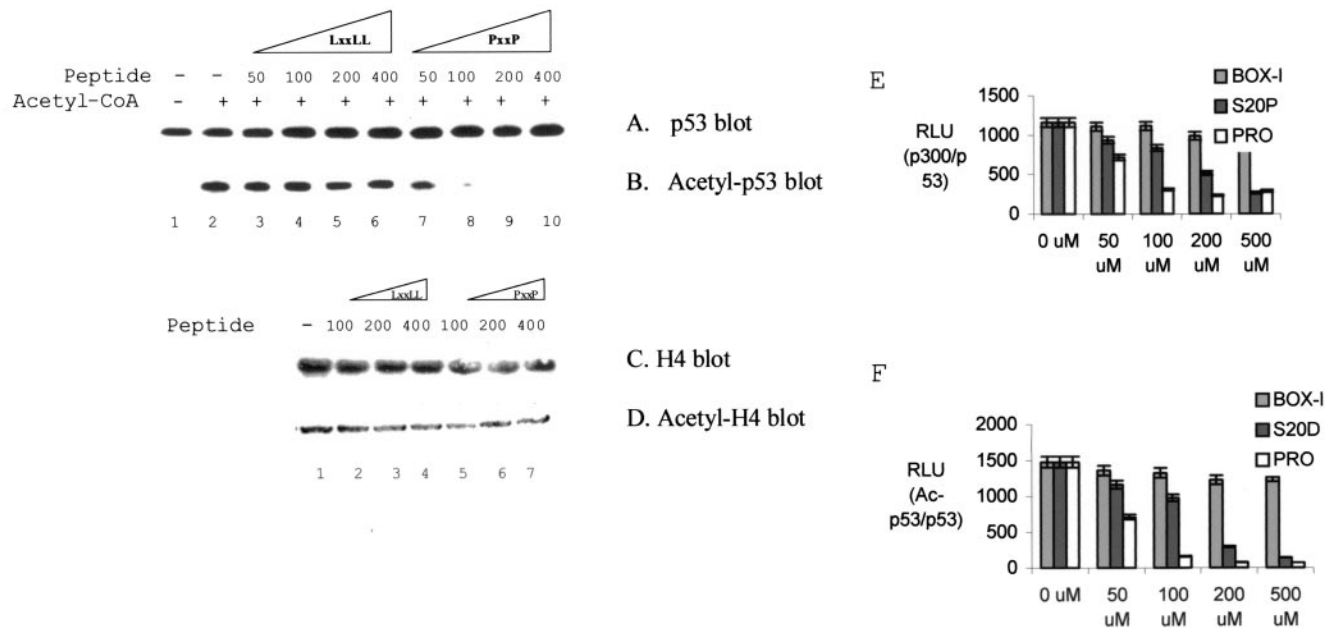 LxxLL PxxP
Peptide - - 50 100 200 400 50 100 200 400
Acetyl-CoA - + + + + + + + + +
A. p53 blot
B. Acetyl-p53 blot
1 2 3 4 5 6 7 8 9 10
LxxLL PxxP
Peptide - 100 200 400 100 200 400
C. H4 blot
D. Acetyl-H4 blot
1 2 3 4 5 6 7
E
BOX-I
S20P
PRO
RLU
(p300/p
53)
1500
1000
500
0
0 uM 50 100 200 500
uM uM uM uM
F
BOX-I
S20D
PRO
RLU
(Ac-
p53/p53)
2000
1500
1000
500
0
0 uM 50 100 200 500
uM uM uM uM